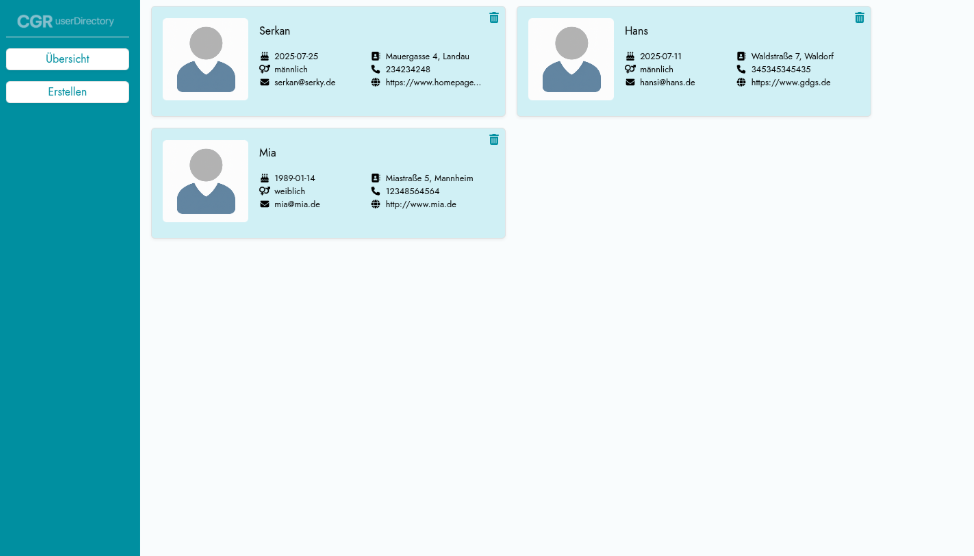 CGR userDirectory
Übersicht
Erstellen
Serkan
2025-07-25
Mauergasse 4, Landau
männlich
234234248
serkan@serky.de
https://www.homepage...
Hans
2025-07-11
Waldstraße 7, Waldorf
männlich
345345345435
hansi@hans.de
https://www.gdgs.de
Mia
1989-01-14
Miastraße 5, Mannheim
weiblich
12348564564
mia@mia.de
http://www.mia.de